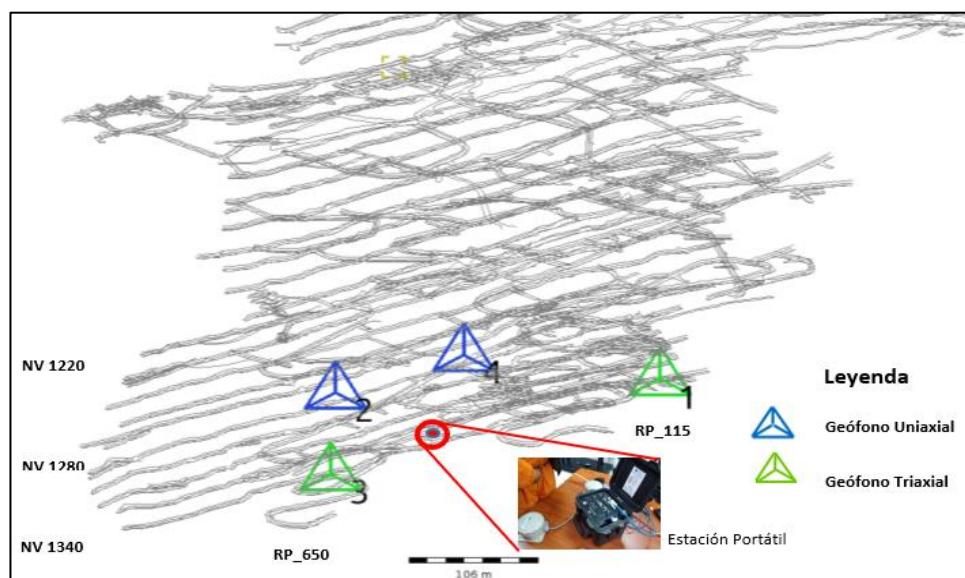 NV 1220
4
2
1
Leyenda
RP_115
Geófono Uniaxial
NV 1280
3
Geófono Triaxial
Estación Portátil
NV 1340
RP_650
106 m